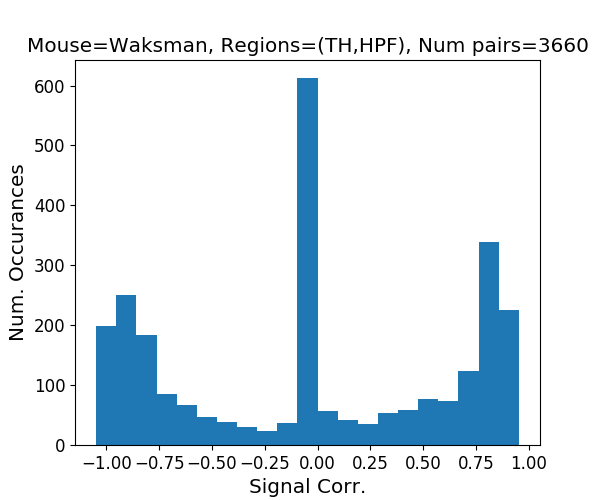 Mouse=Waksman, Regions=(TH,HPF), Num pairs=3660
Num. Occurances
600
500
400
300
200
100
0
−1.00 −0.75 −0.50 −0.25 0.00 0.25 0.50 0.75 1.00
Signal Corr.